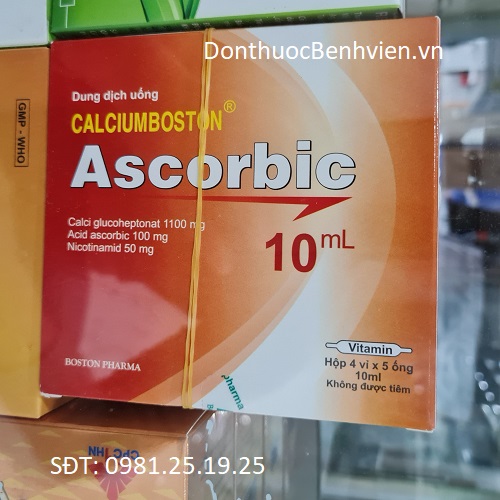 DonthuocBenhvien.vn
Dung dịch uống
CALCIUMBOSTON®
Ascorbic
GMP - WHO
Calci glucoheptonat 1100 mg
Acid ascorbic 100 mg
Nicotinamid 50 mg
10 mL
Vitamin
Hộp 4 vỉ x 5 ống
10ml
Không được tiêm
BOSTON PHARMA
pharma
CPC1HN
SĐT: 0981.25.19.25